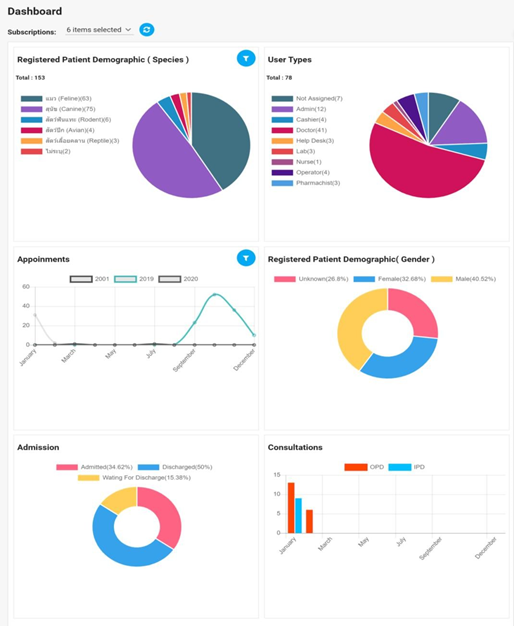 Dashboard
Subscriptions: 6 items selected
Registered Patient Demographic ( Species )
Total : 153
แมว (Feline)(63)
สุนัข (Canine)(75)
สัตว์ฟันแทะ (Rodent)(6)
สัตว์ปีก (Avian)(4)
สัตว์เลื้อยคลาน (Reptile)(3)
ไม่ระบุ(2)
User Types
Total : 78
Not Assigned(7)
Admin(12)
Cashier(4)
Doctor(41)
Help Desk(3)
Lab(3)
Nurse(1)
Operator(4)
Pharmachist(3)
Appoinments
2001 2019 2020
60
40
20
0
January March May July September December
Registered Patient Demographic( Gender )
Unknown(26.8%) Female(32.68%) Male(40.52%)
Admission
Admitted(34.62%) Discharged(50%)
Wating For Discharge(15.38%)
Consultations
OPD IPD
15
10
5
0
January March May July September December